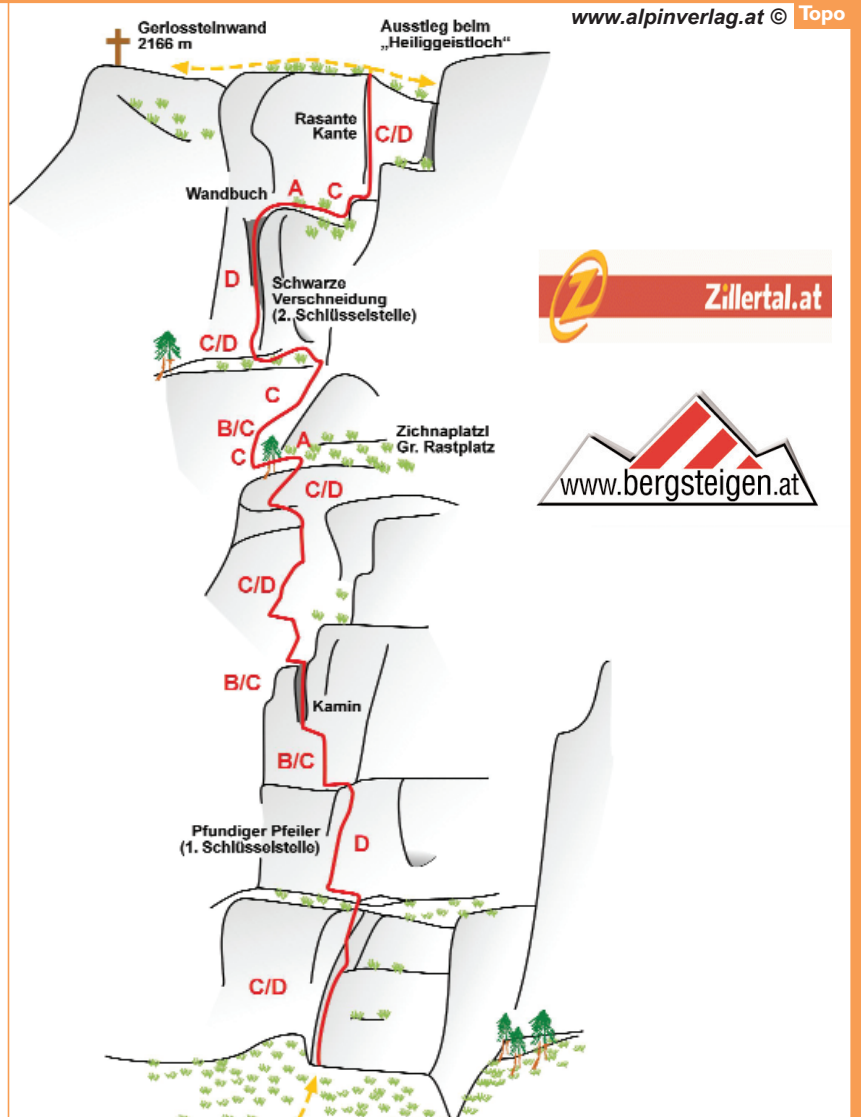 www.alpinverlag.at © Topo
Gerlossteinwand
2166 m
Ausstieg beim
„Heiliggeistloch“
Rasante
Kante
C/D
Wandbuch
A
C
D
Schwarze
Verschneidung
(2. Schlüsselstelle)
Zillertal.at
C/D
C
B/C
A
C
Zichnaplatzl
Gr. Rastplatz
www.bergsteigen.at
C/D
C/D
B/C
Kamin
B/C
Pfundiger Pfeiler
(1. Schlüsselstelle)
D
C/D